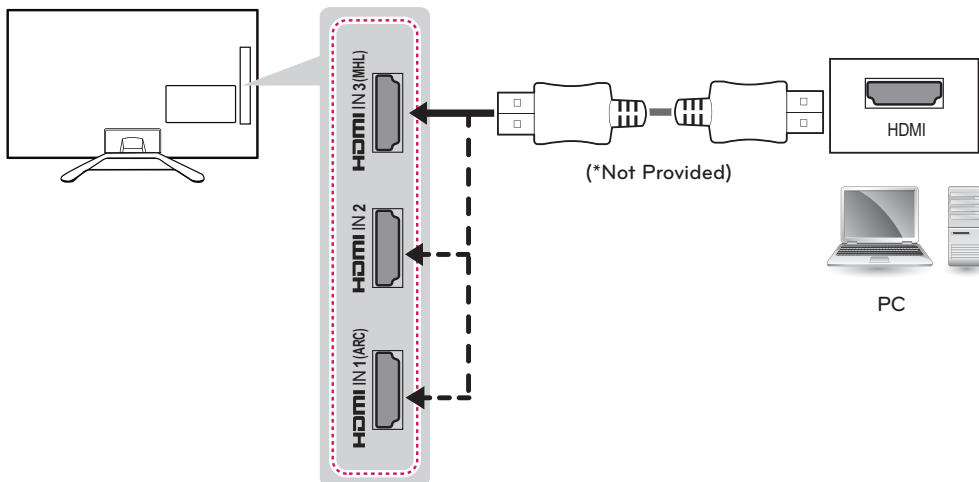 HDMI IN 3 (MHL)
HDMI IN 2
HDMI IN 1 (ARC)
(*Not Provided)
HDMI
PC